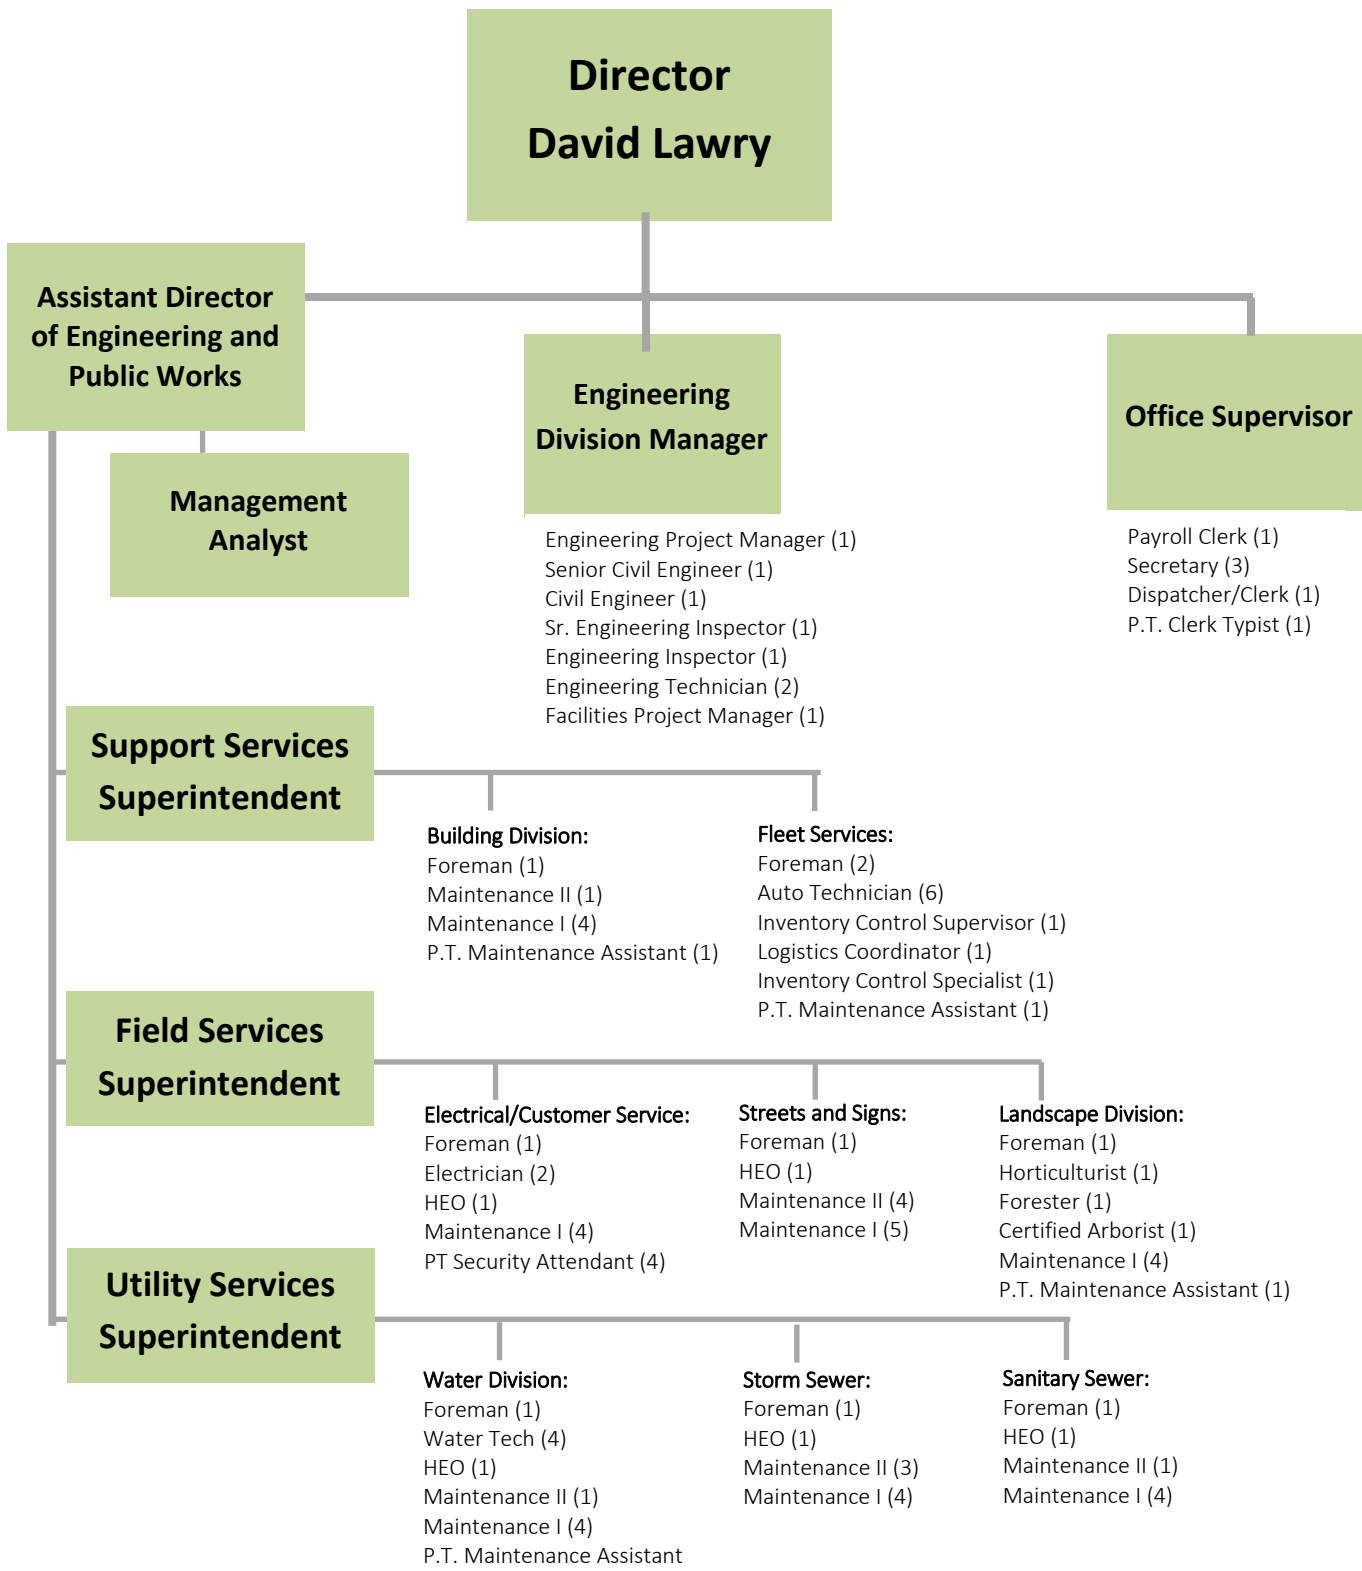 Director
David Lawry
Assistant Director
of Engineering and
Public Works
Engineering
Division Manager
Office Supervisor
Management
Analyst
Engineering Project Manager (1)
Senior Civil Engineer (1)
Civil Engineer (1)
Sr. Engineering Inspector (1)
Engineering Inspector (1)
Engineering Technician (2)
Facilities Project Manager (1)
Payroll Clerk (1)
Secretary (3)
Dispatcher/Clerk (1)
P.T. Clerk Typist (1)
Support Services
Superintendent
Building Division:
Foreman (1)
Maintenance II (1)
Maintenance I (4)
P.T. Maintenance Assistant (1)
Fleet Services:
Foreman (2)
Auto Technician (6)
Inventory Control Supervisor (1)
Logistics Coordinator (1)
Inventory Control Specialist (1)
P.T. Maintenance Assistant (1)
Field Services
Superintendent
Electrical/Customer Service:
Foreman (1)
Electrician (2)
HEO (1)
Maintenance I (4)
PT Security Attendant (4)
Streets and Signs:
Foreman (1)
HEO (1)
Maintenance II (4)
Maintenance I (5)
Landscape Division:
Foreman (1)
Horticulturist (1)
Forester (1)
Certified Arborist (1)
Maintenance I (4)
P.T. Maintenance Assistant (1)
Utility Services
Superintendent
Water Division:
Foreman (1)
Water Tech (4)
HEO (1)
Maintenance II (1)
Maintenance I (4)
P.T. Maintenance Assistant
Storm Sewer:
Foreman (1)
HEO (1)
Maintenance II (3)
Maintenance I (4)
Sanitary Sewer:
Foreman (1)
HEO (1)
Maintenance II (1)
Maintenance I (4)